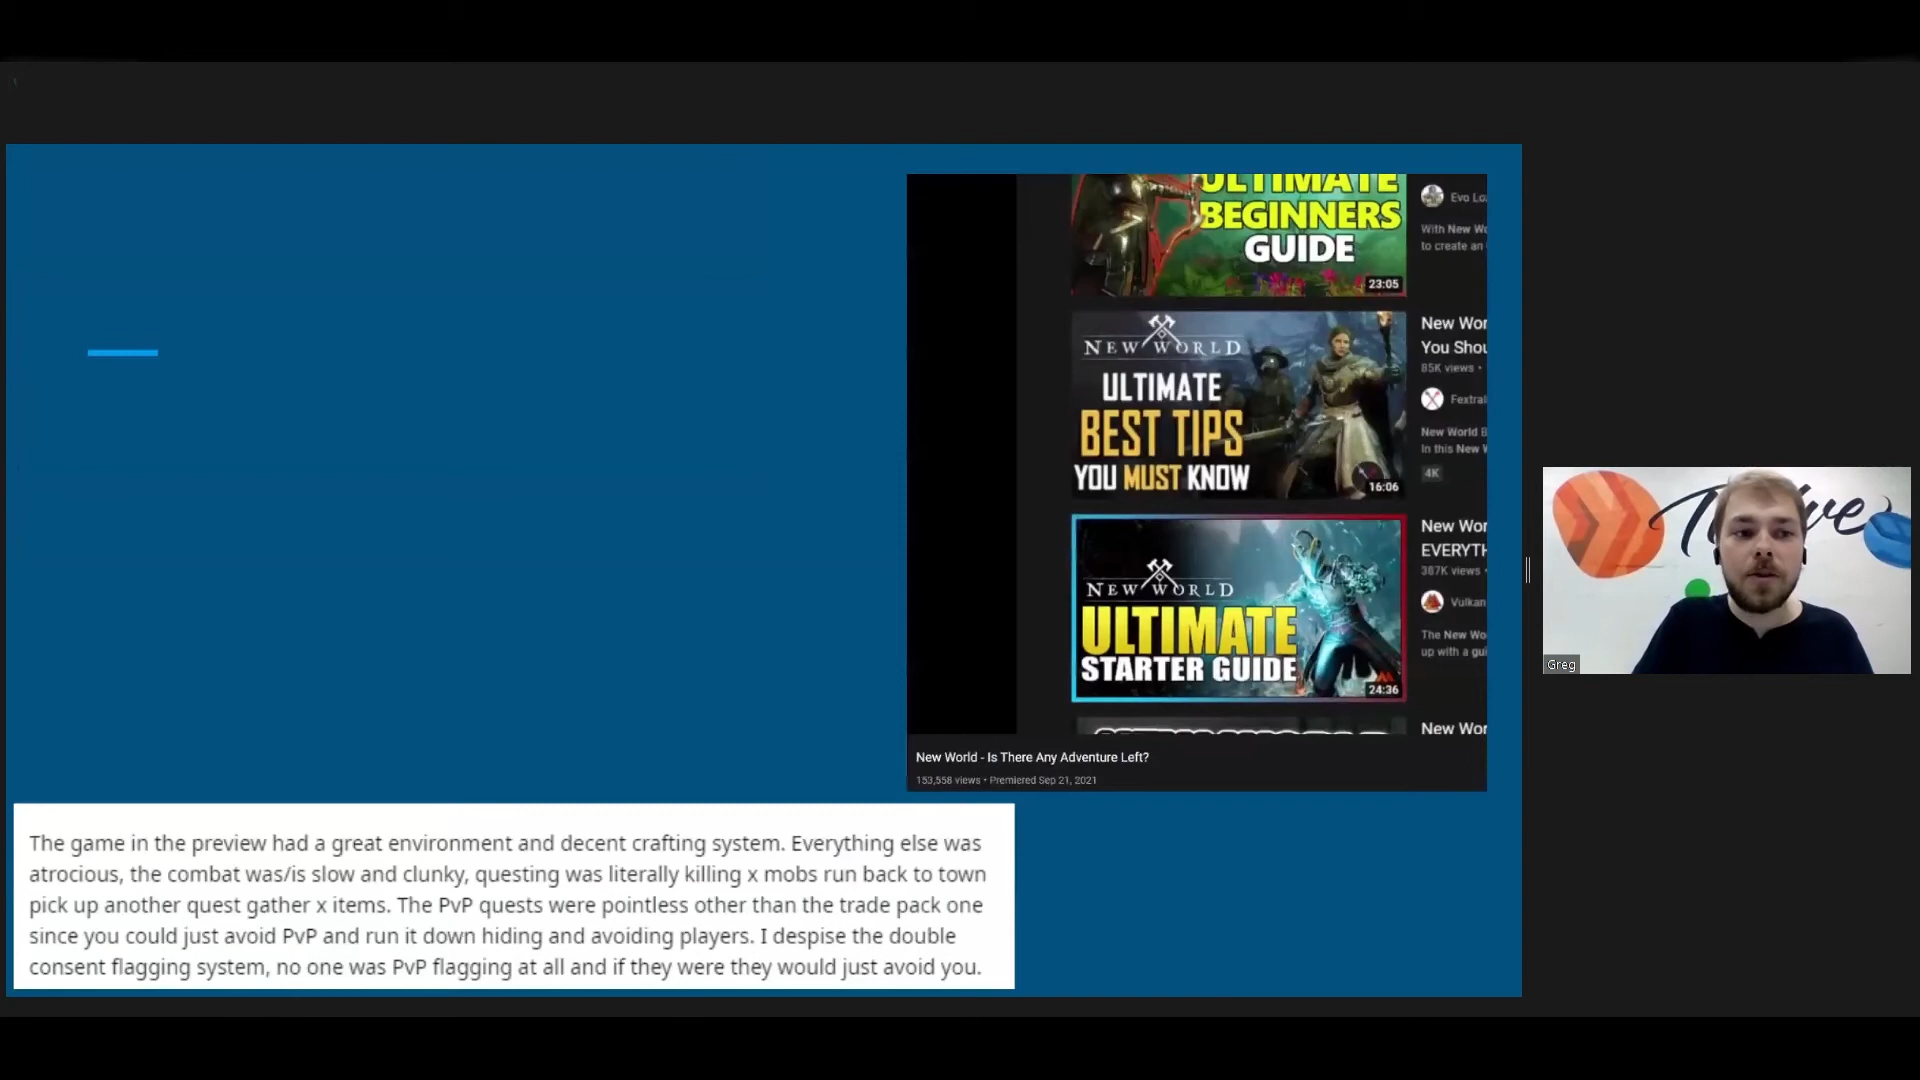 ULTIMATE
BEGINNERS
GUIDE
23:05
Evo Lo
With New Wo
to create an
NEW WORLD
ULTIMATE
BEST TIPS
YOU MUST KNOW
16:06
New Wor
You Shou
85K views •
Fextral
New World B
In this New W
4K
NEW WORLD
ULTIMATE
STARTER GUIDE
24:36
New Wor
EVERYTH
387K views •
Vulkan
The New Wo
up with a gui
New Wor
New World - Is There Any Adventure Left?
153,558 views • Premiered Sep 21, 2021
The game in the preview had a great environment and decent crafting system. Everything else was
atrocious, the combat was/is slow and clunky, questing was literally killing x mobs run back to town
pick up another quest gather x items. The PvP quests were pointless other than the trade pack one
since you could just avoid PvP and run it down hiding and avoiding players. I despise the double
consent flagging system, no one was PvP flagging at all and if they were they would just avoid you.
Greg